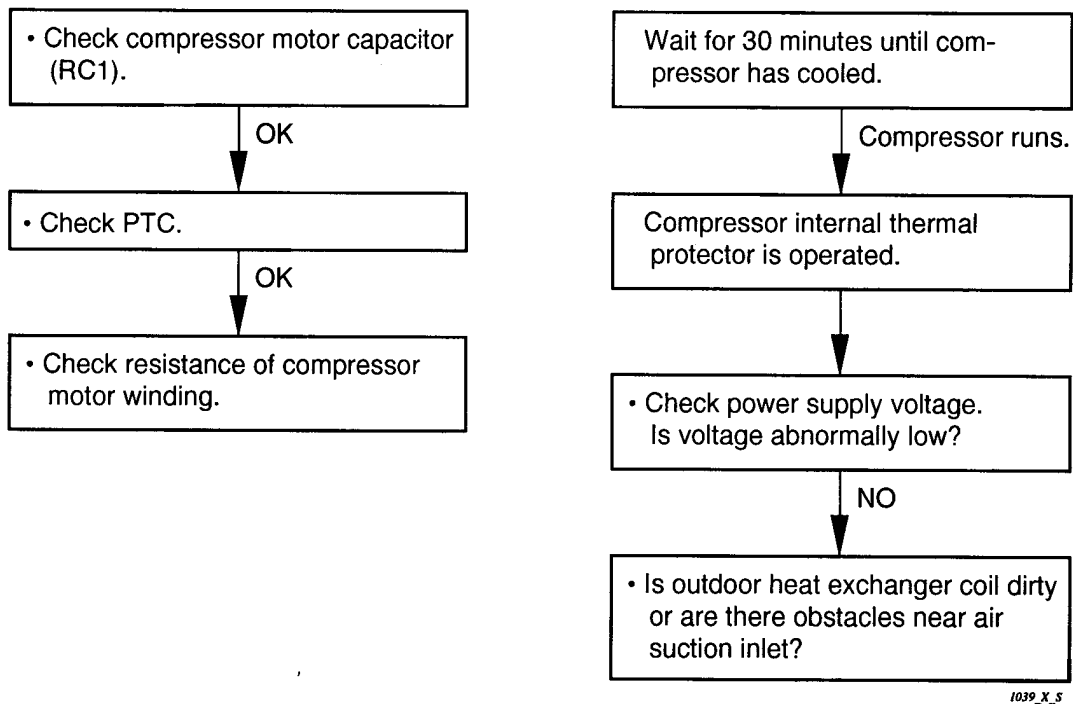 • Check compressor motor capacitor
(RC1).
OK
• Check PTC.
OK
• Check resistance of compressor
motor winding.
Wait for 30 minutes until com-
pressor has cooled.
Compressor runs.
Compressor internal thermal
protector is operated.
• Check power supply voltage.
Is voltage abnormally low?
NO
• Is outdoor heat exchanger coil dirty
or are there obstacles near air
suction inlet?
1039_X_S